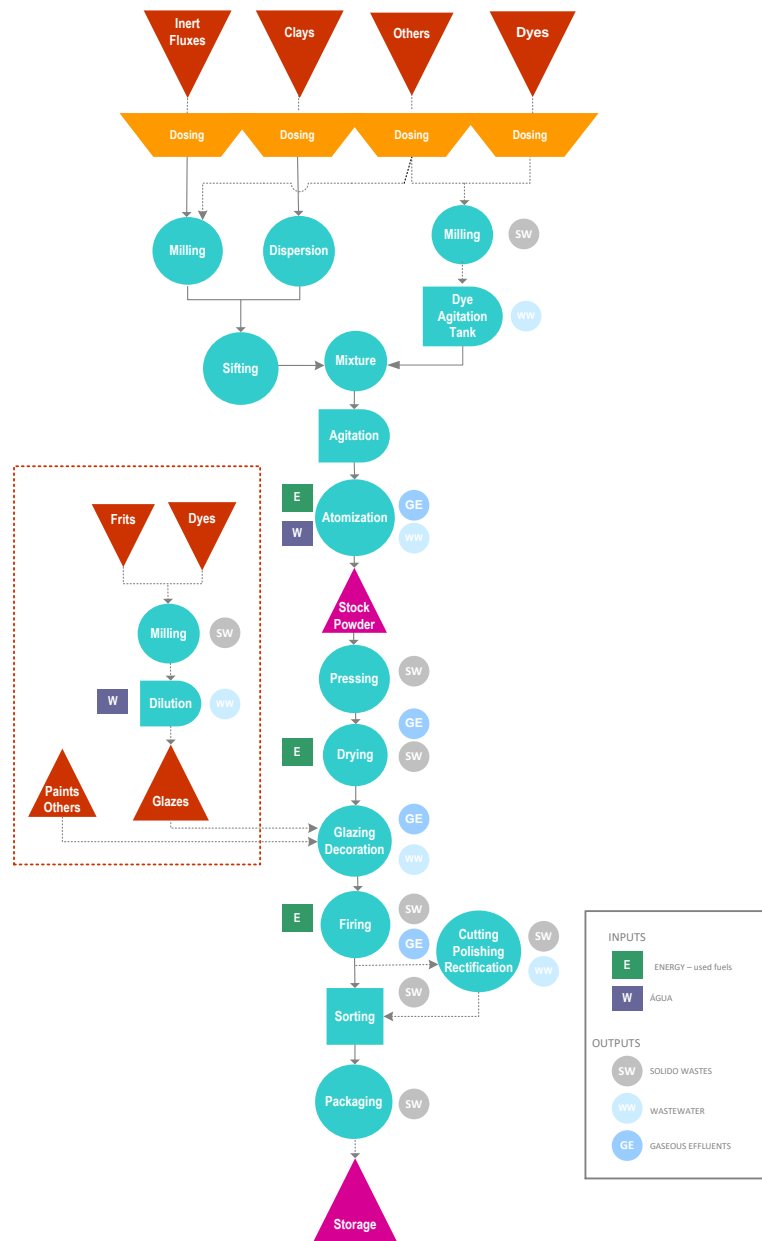 Inert
Fluxes
Clays
Others
Dyes
Dosing
Dosing
Dosing
Dosing
Milling
Dispersion
Milling
SW
Dye
Agitation
Tank
WW
Sifting
Mixture
Agitation
E
Atomization
GE
W
WW
Frits
Dyes
Stock
Powder
Milling
SW
Pressing
SW
W
Dilution
WW
GE
E
Drying
SW
Paints
Others
Glazes
Glazing
Decoration
GE
WW
E
Firing
SW
GE
Cutting
Polishing
Rectification
SW
WW
SW
Sorting
Packaging
SW
Storage
INPUTS
E
ENERGY – used fuels
W
ÁGUA
OUTPUTS
SW
SOLIDO WASTES
WW
WASTEWATER
GE
GASEOUS EFFLUENTS